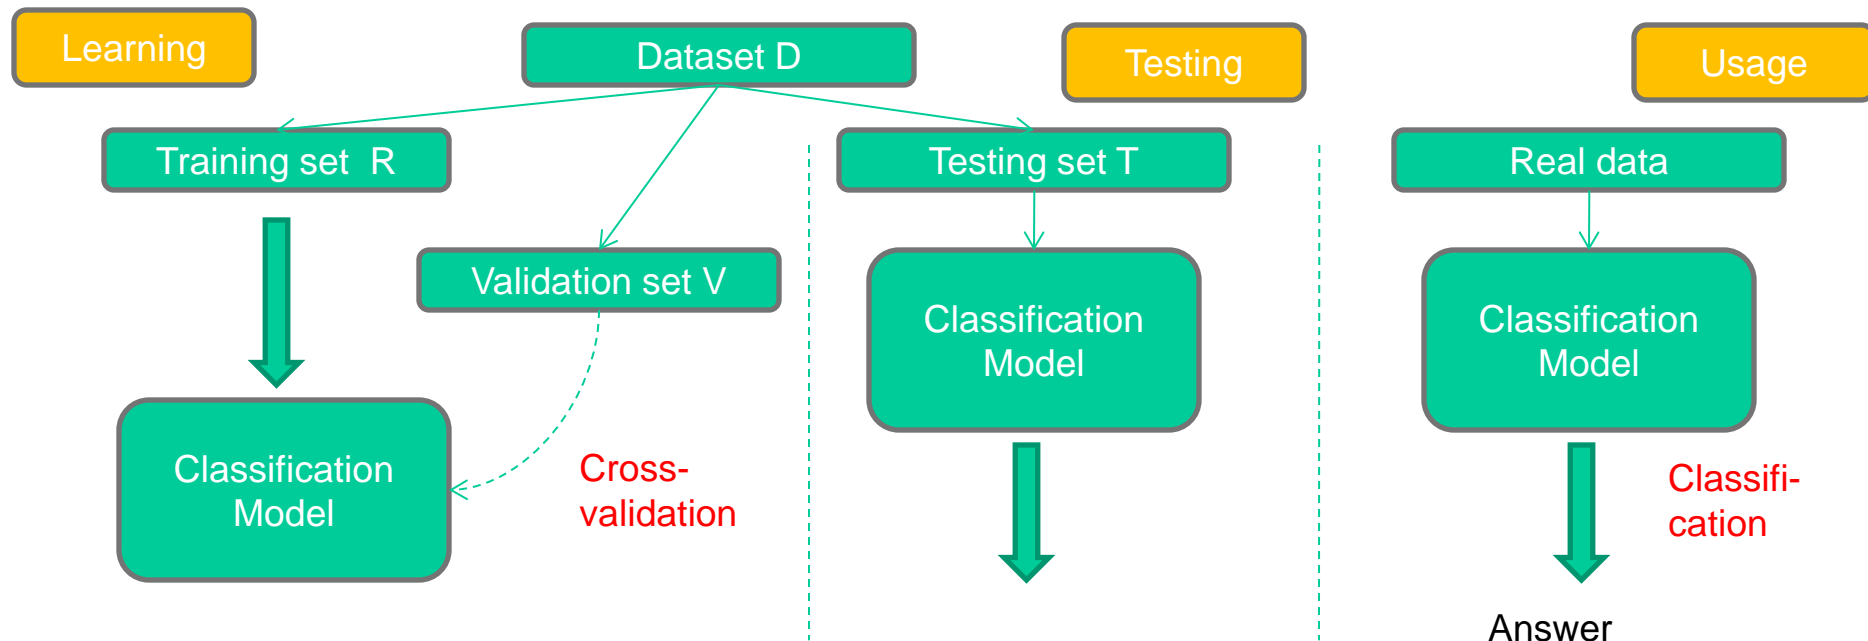 Learning
Dataset D
Testing
Usage
Training set R
Testing set T
Real data
Validation set V
Classification
Model
Classification
Model
Classification
Model
Cross-
validation
Classifi-
cation
Answer